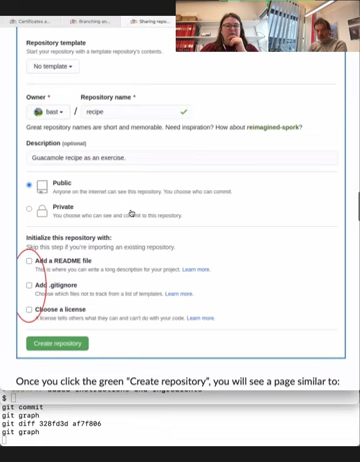 Certificates a...
Branching an...
Sharing repo...
Repository template
Start your repository with a template repository's contents.
No template
Owner * Repository name *
bast / recipe
Great repository names are short and memorable. Need inspiration? How about reimagined-spork?
Description (optional)
Guacamole recipe as an exercise.
Public
Anyone on the internet can see this repository. You choose who can commit.
Private
You choose who can see and commit to this repository.
Initialize this repository with:
Skip this step if you're importing an existing repository.
Add a README file
This is where you can write a long description for your project. Learn more.
Add .gitignore
Choose which files not to track from a list of templates. Learn more.
Choose a license
A license tells others what they can and can't do with your code. Learn more.
Create repository
Once you click the green “Create repository”, you will see a page similar to:
$
git commit
git graph
git diff 328fd3d af7f806
git graph